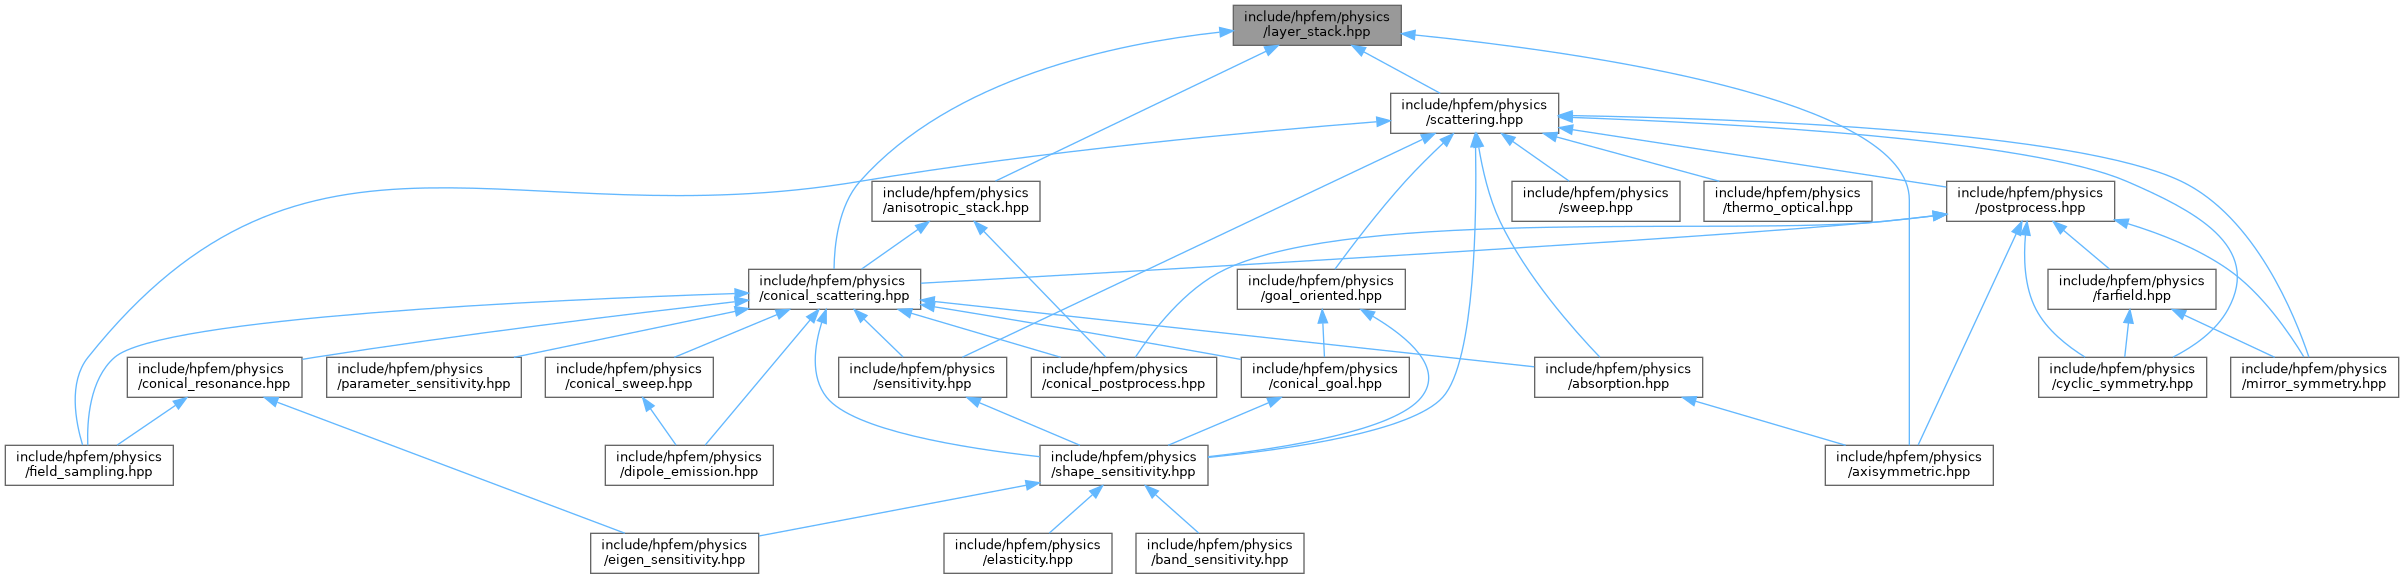 include/hpfem/physics
/layer_stack.hpp
include/hpfem/physics
/scattering.hpp
include/hpfem/physics
/anisotropic_stack.hpp
include/hpfem/physics
/sweep.hpp
include/hpfem/physics
/thermo_optical.hpp
include/hpfem/physics
/postprocess.hpp
include/hpfem/physics
/conical_scattering.hpp
include/hpfem/physics
/goal_oriented.hpp
include/hpfem/physics
/farfield.hpp
include/hpfem/physics
/conical_resonance.hpp
include/hpfem/physics
/parameter_sensitivity.hpp
include/hpfem/physics
/conical_sweep.hpp
include/hpfem/physics
/sensitivity.hpp
include/hpfem/physics
/conical_postprocess.hpp
include/hpfem/physics
/conical_goal.hpp
include/hpfem/physics
/absorption.hpp
include/hpfem/physics
/cyclic_symmetry.hpp
include/hpfem/physics
/mirror_symmetry.hpp
include/hpfem/physics
/field_sampling.hpp
include/hpfem/physics
/dipole_emission.hpp
include/hpfem/physics
/shape_sensitivity.hpp
include/hpfem/physics
/axisymmetric.hpp
include/hpfem/physics
/eigen_sensitivity.hpp
include/hpfem/physics
/elasticity.hpp
include/hpfem/physics
/band_sensitivity.hpp